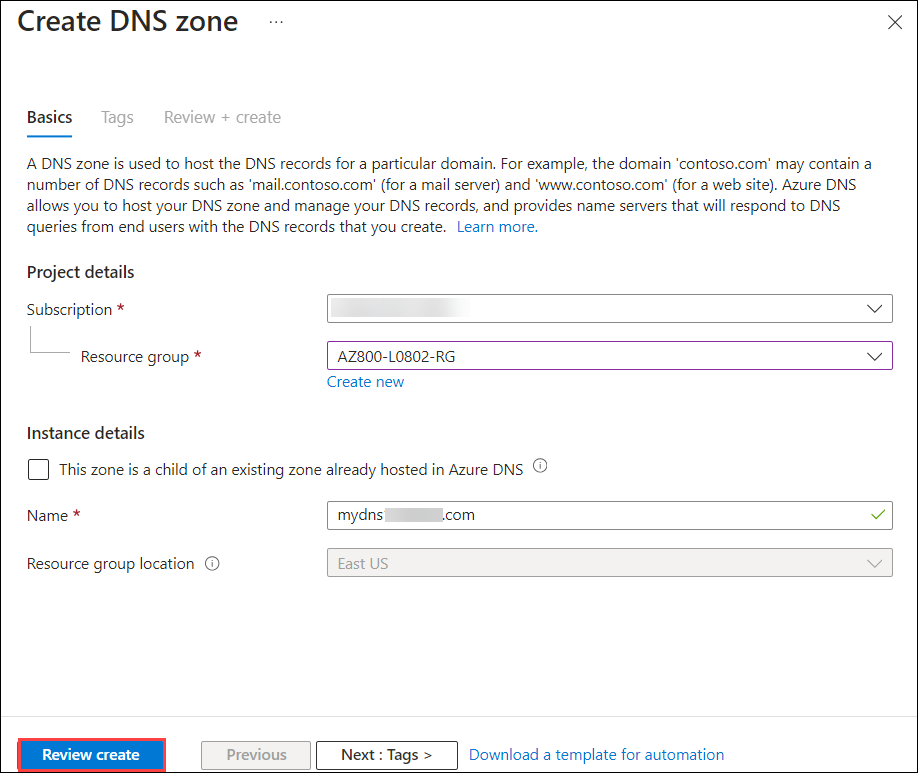 Create DNS zone ...
Basics Tags Review + create
A DNS zone is used to host the DNS records for a particular domain. For example, the domain 'contoso.com' may contain a
number of DNS records such as 'mail.contoso.com' (for a mail server) and 'www.contoso.com' (for a web site). Azure DNS
allows you to host your DNS zone and manage your DNS records, and provides name servers that will respond to DNS
queries from end users with the DNS records that you create. Learn more.
Project details
Subscription *
Resource group * AZ800-L0802-RG
Create new
Instance details
This zone is a child of an existing zone already hosted in Azure DNS
Name * mydns .com
Resource group location East US
Review create Previous Next : Tags > Download a template for automation